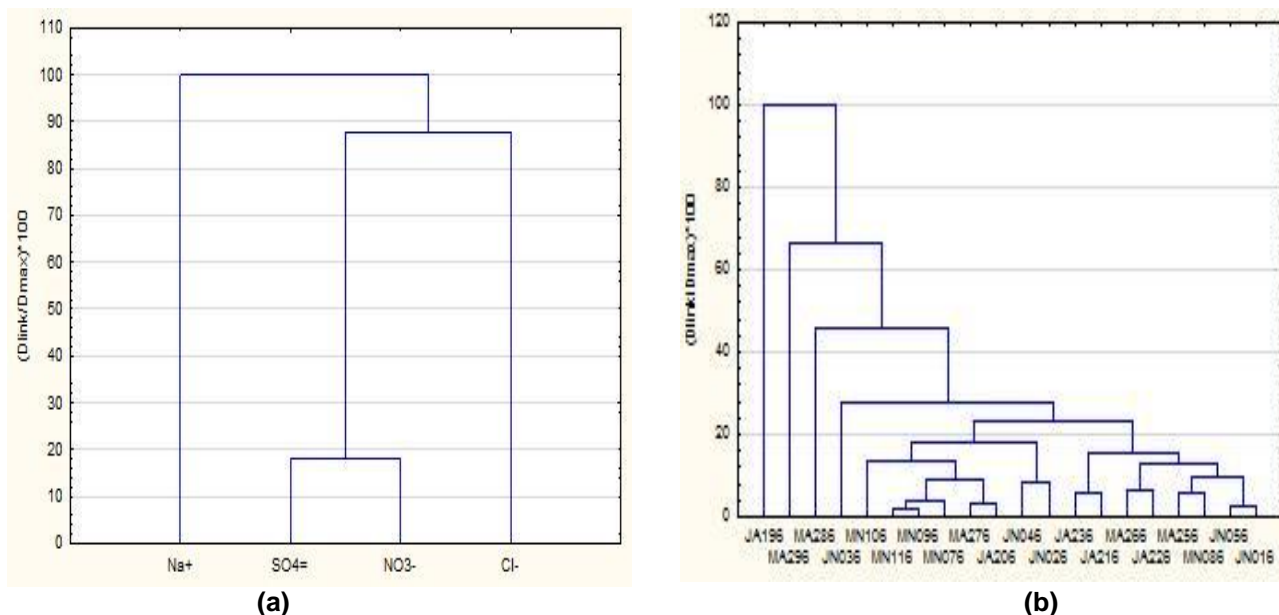 110
100
90
80
70
60
50
40
30
20
10
0
(Dlink/Dmax)*100
Na+ SO4= NO3- Cl-
(a)
120
100
80
60
40
20
0
(Dlink/Dmax)*100
JA196 MA286 MN106 MN096 MA276 JN046 JA236 MA266 MA256 JN056
MA296 JN036 MN116 MN076 JA206 JN026 JA216 JA226 MN086 JN016
(b)